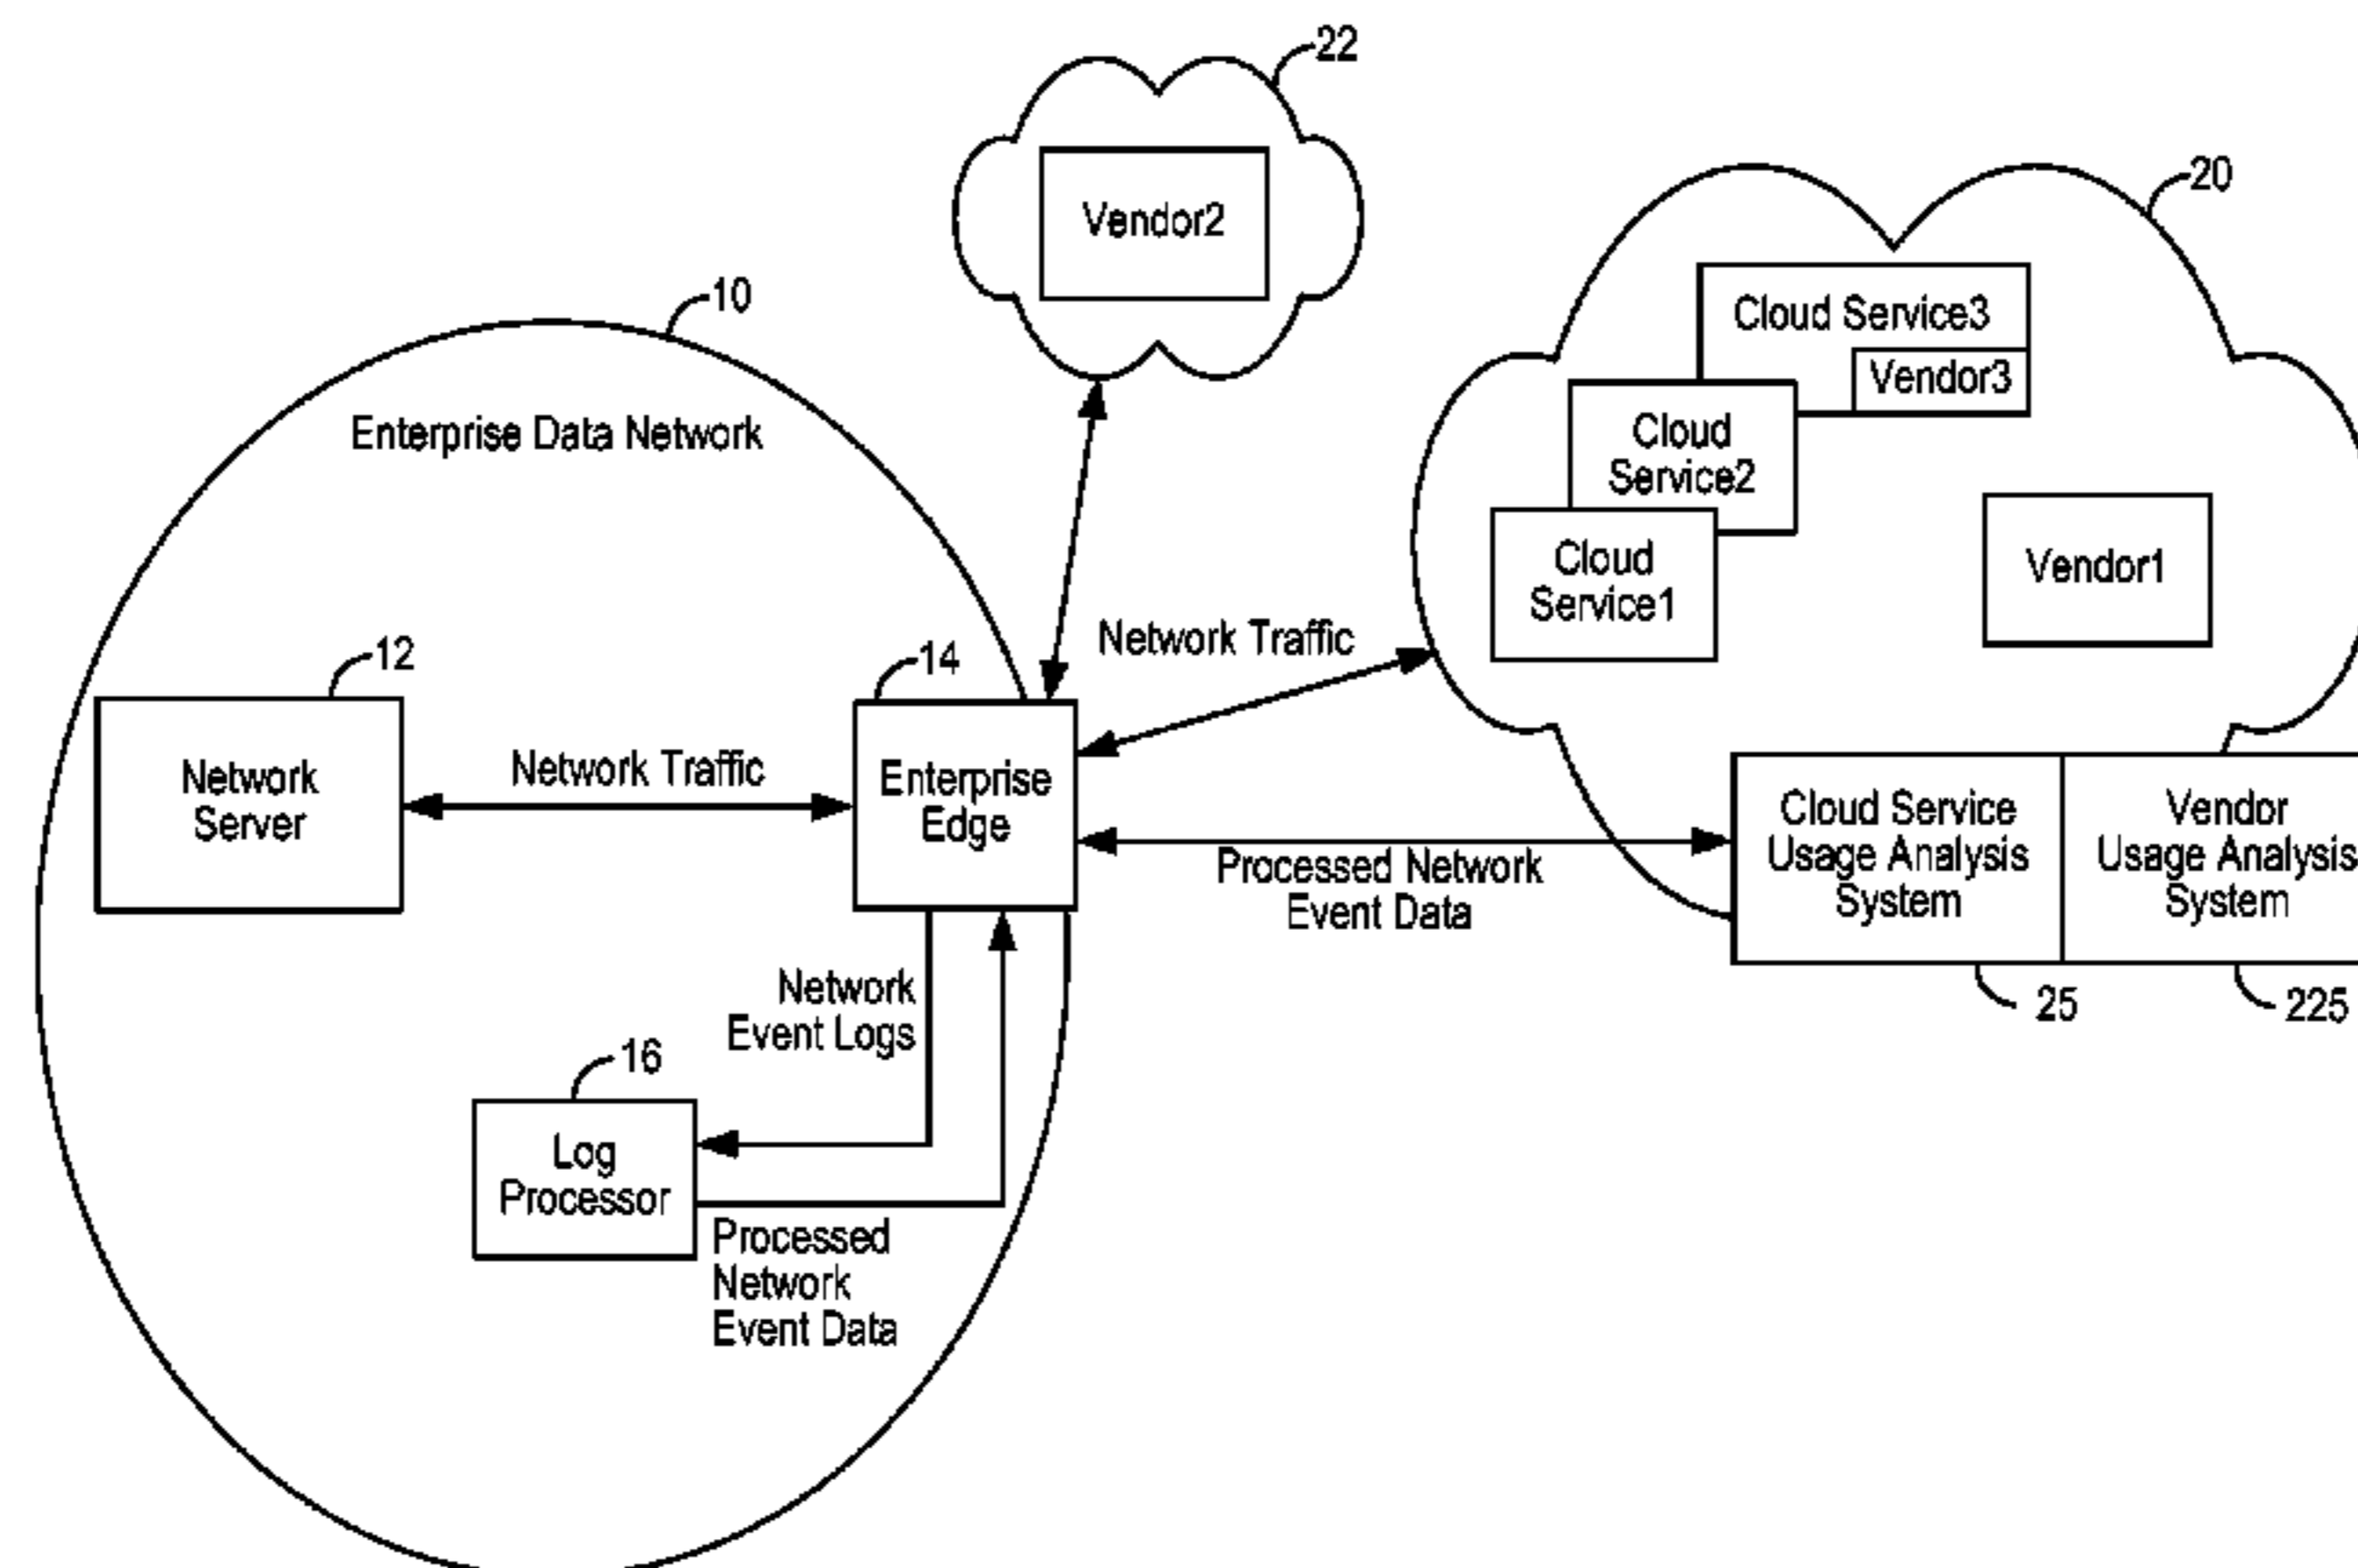 22
Vendor2
20
Cloud Service3
Vendor3
Cloud
Service2
Cloud
Service1
Vendor1
10
Enterprise Data Network
12
Network
Server
Network Traffic
14
Enterprise
Edge
Network Traffic
Processed Network
Event Data
Cloud Service
Usage Analysis
System
25
Vendor
Usage Analysis
System
225
Network
Event Logs
16
Log
Processor
Processed
Network
Event Data